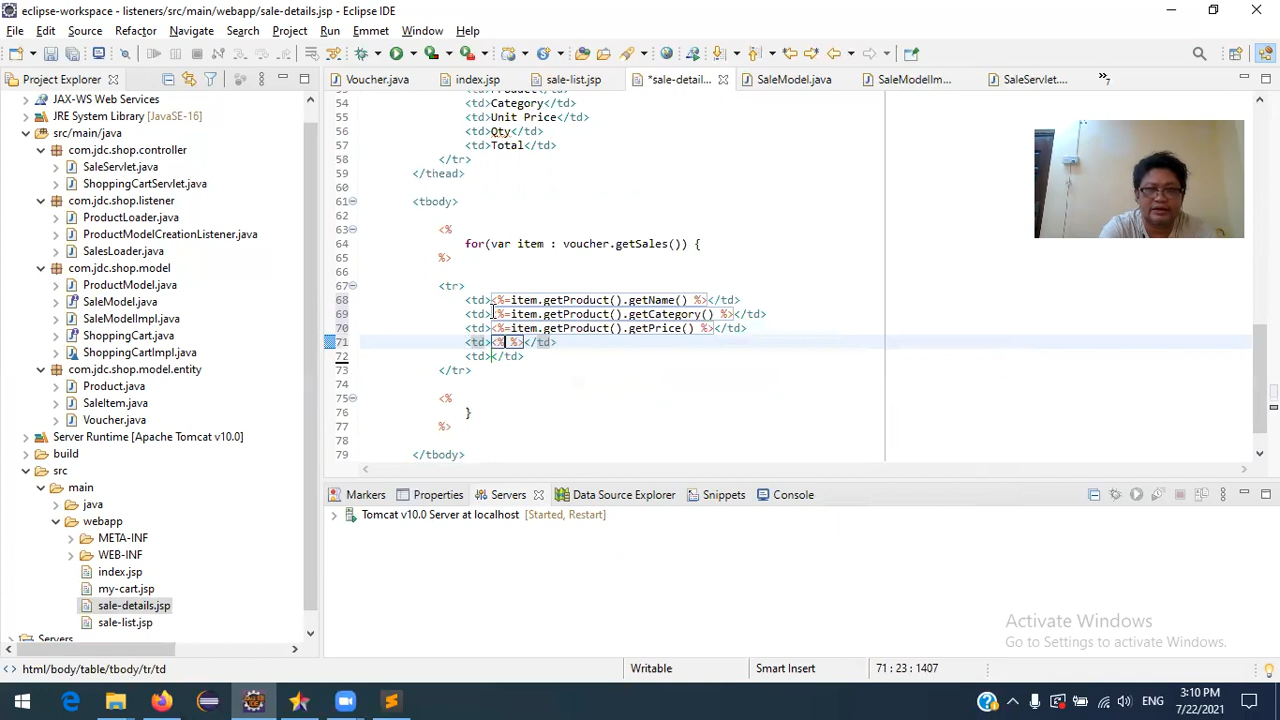 eclipse-workspace - listeners/src/main/webapp/sale-details.jsp - Eclipse IDE
File Edit Source Refactor Navigate Search Project Run Emmet Window Help
Project Explorer
Voucher.java index.jsp sale-list.jsp *sale-detail... SaleModel.java SaleModelIm... SaleServlet.... »7
JAX-WS Web Services
JRE System Library [JavaSE-16]
src/main/java
com.jdc.shop.controller
SaleServlet.java
ShoppingCartServlet.java
com.jdc.shop.listener
ProductLoader.java
ProductModelCreationListener.java
SalesLoader.java
com.jdc.shop.model
ProductModel.java
SaleModel.java
SaleModelImpl.java
ShoppingCart.java
ShoppingCartImpl.java
com.jdc.shop.model.entity
Product.java
SaleItem.java
Voucher.java
Server Runtime [Apache Tomcat v10.0]
build
src
main
java
webapp
META-INF
WEB-INF
index.jsp
my-cart.jsp
sale-details.jsp
sale-list.jsp
Servers
54 <td>Category</td>
55 <td>Unit Price</td>
56 <td>Qty</td>
57 <td>Total</td>
58 </tr>
59 </thead>
60
61 <tbody>
62
63 <%
64 for(var item : voucher.getSales()) {
65 %>
66
67 <tr>
68 <td><%=item.getProduct().getName() %></td>
69 <td><%=item.getProduct().getCategory() %></td>
70 <td><%=item.getProduct().getPrice() %></td>
71 <td><% %></td>
72 <td></td>
73 </tr>
74
75 <%
76 }
77 %>
78
79 </tbody>
Markers Properties Servers Data Source Explorer Snippets Console
Tomcat v10.0 Server at localhost [Started, Restart]
Activate Windows
Go to Settings to activate Windows.
html/body/table/tbody/tr/td Writable Smart Insert 71 : 23 : 1407
ENG
3:10 PM
7/22/2021